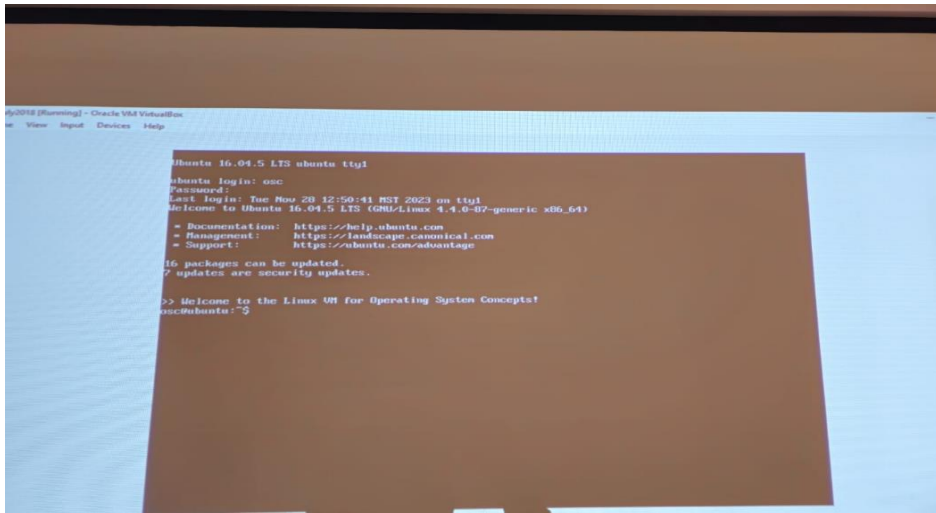 [Running] - Oracle VM VirtualBox
View Input Devices Help
Ubuntu 16.04.5 LTS ubuntu tty1
ubuntu login: osc
Password:
Last login: Tue Nov 28 12:50:41 MST 2023 on tty1
Welcome to Ubuntu 16.04.5 LTS (GNU/Linux 4.4.0-87-generic x86_64)
* Documentation: https://help.ubuntu.com
* Management: https://landscape.canonical.com
* Support: https://ubuntu.com/advantage
16 packages can be updated.
7 updates are security updates.
>> Welcome to the Linux VM for Operating System Concepts!
osc@ubuntu:~$